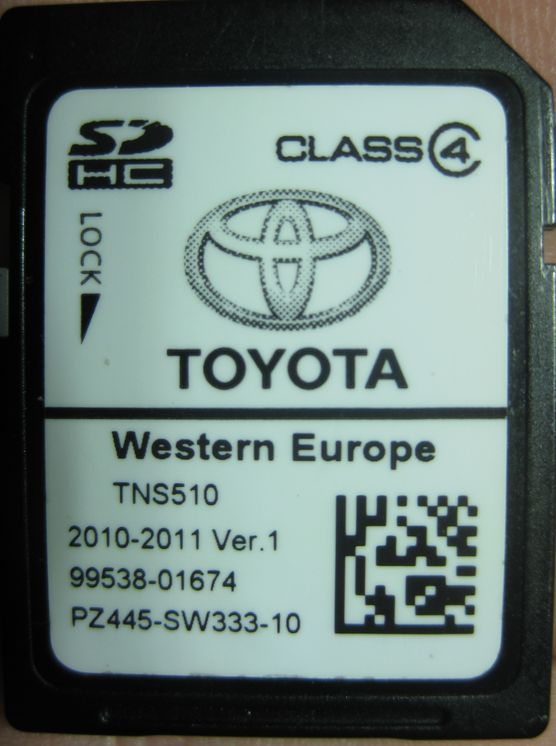 SD
HC
CLASS 4
LOCK
TOYOTA
Western Europe
TNS510
2010-2011 Ver.1
99538-01674
PZ445-SW333-10